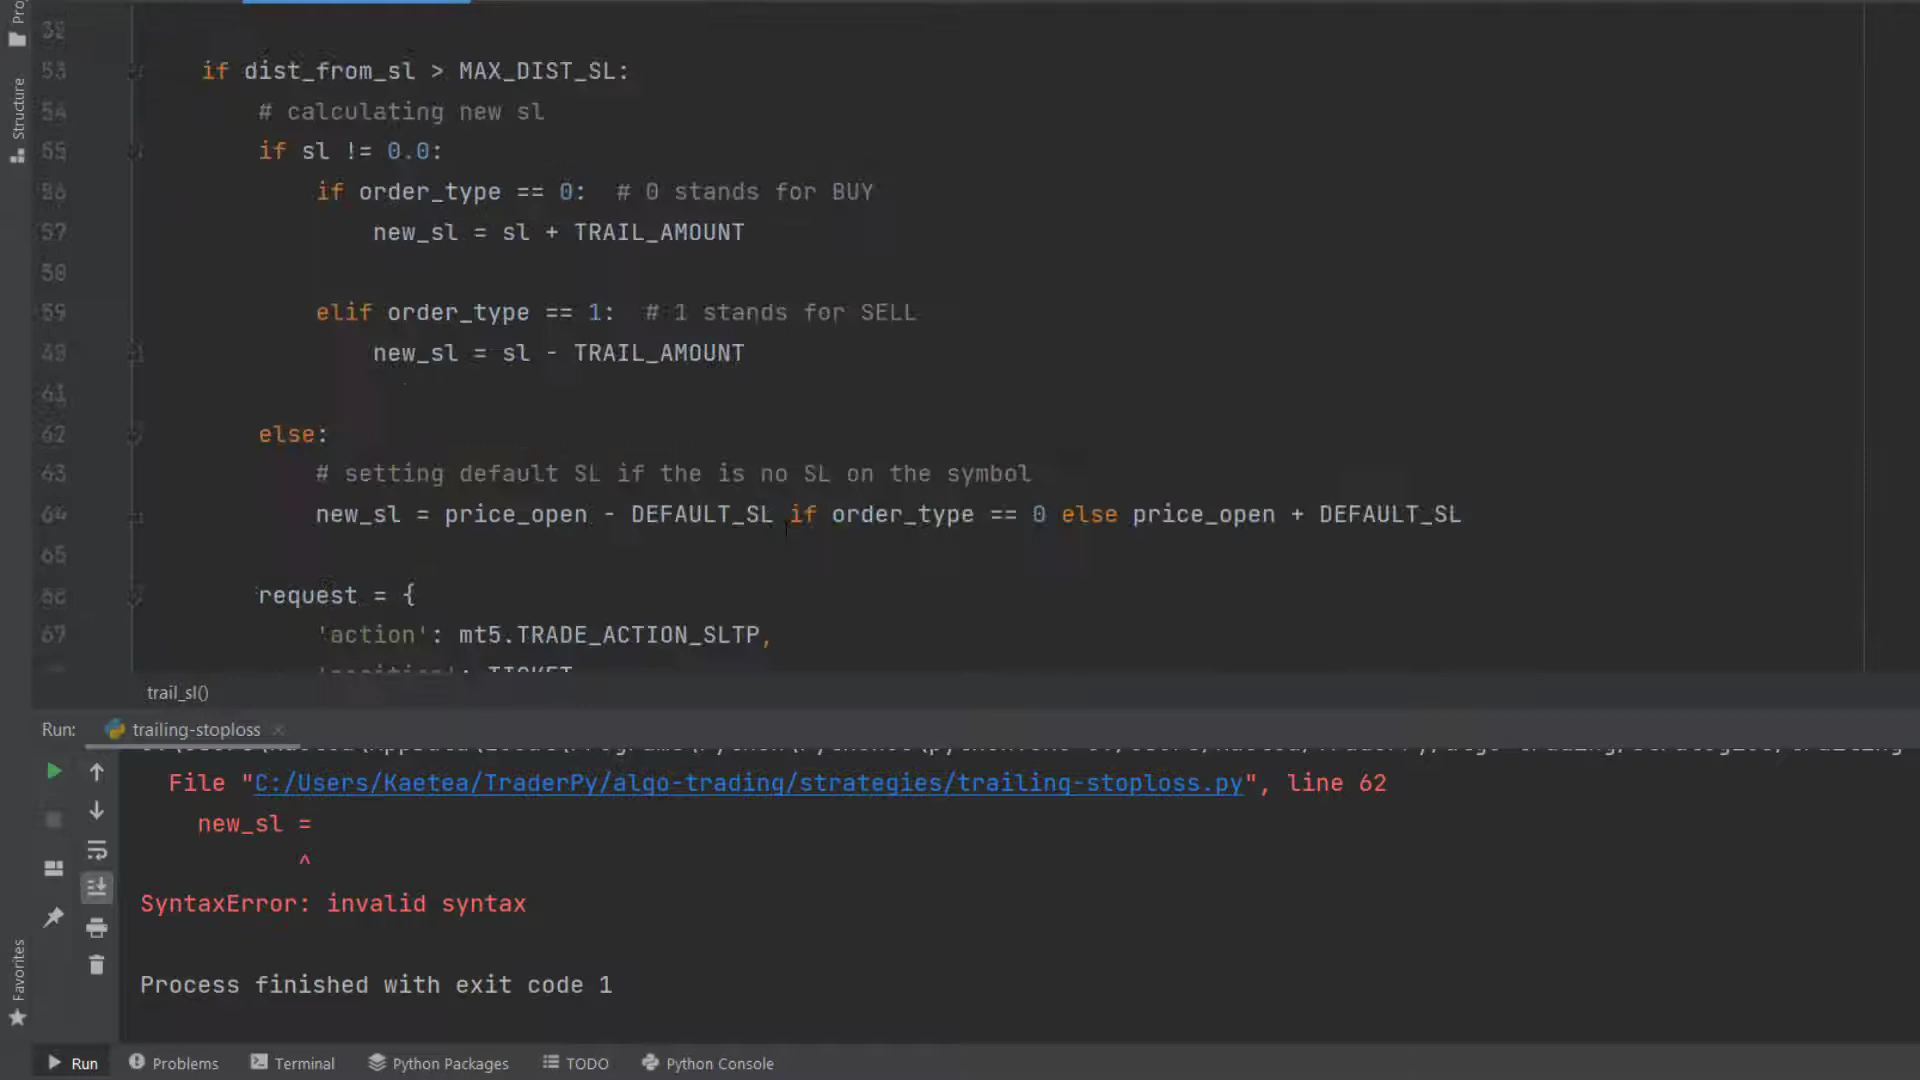 Structure
53 if dist_from_sl > MAX_DIST_SL:
54 # calculating new sl
55 if sl != 0.0:
56 if order_type == 0: # 0 stands for BUY
57 new_sl = sl + TRAIL_AMOUNT
59 elif order_type == 1: # 1 stands for SELL
new_sl = sl - TRAIL_AMOUNT
61
62 else:
63 # setting default SL if the is no SL on the symbol
64 new_sl = price_open - DEFAULT_SL if order_type == 0 else price_open + DEFAULT_SL
65
request = {
67 'action': mt5.TRADE_ACTION_SLTP,
trail_sl()
Run: trailing-stoploss
File "C:/Users/Kaetea/TraderPy/algo-trading/strategies/trailing-stoploss.py", line 62
new_sl =
^
SyntaxError: invalid syntax
Process finished with exit code 1
Favorites
Run Problems Terminal Python Packages TODO Python Console